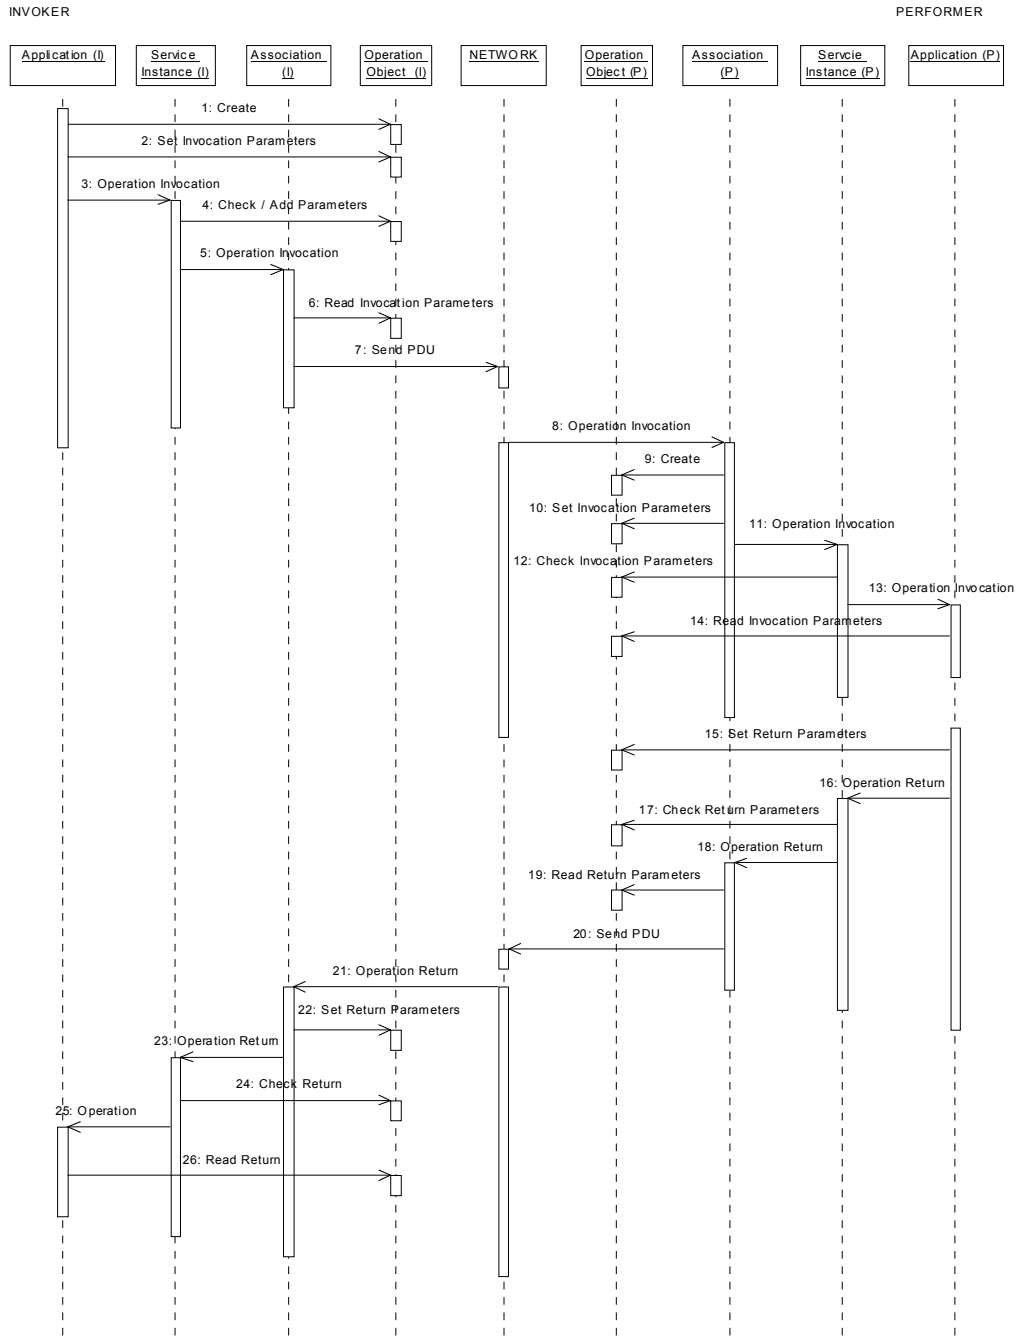 INVOKER
PERFORMER
Application (I)
Service
Instance (I)
Association
(I)
Operation
Object (I)
NETWORK
Operation
Object (P)
Association
(P)
Servcie
Instance (P)
Application (P)
1: Create
2: Set Invocation Parameters
3: Operation Invocation
4: Check / Add Parameters
5: Operation Invocation
6: Read Invocation Parameters
7: Send PDU
8: Operation Invocation
9: Create
10: Set Invocation Parameters
11: Operation Invocation
12: Check Invocation Parameters
13: Operation Invocation
14: Read Invocation Parameters
15: Set Return Parameters
16: Operation Return
17: Check Return Parameters
18: Operation Return
19: Read Return Parameters
20: Send PDU
21: Operation Return
22: Set Return Parameters
23: Operation Return
24: Check Return
25: Operation
26: Read Return